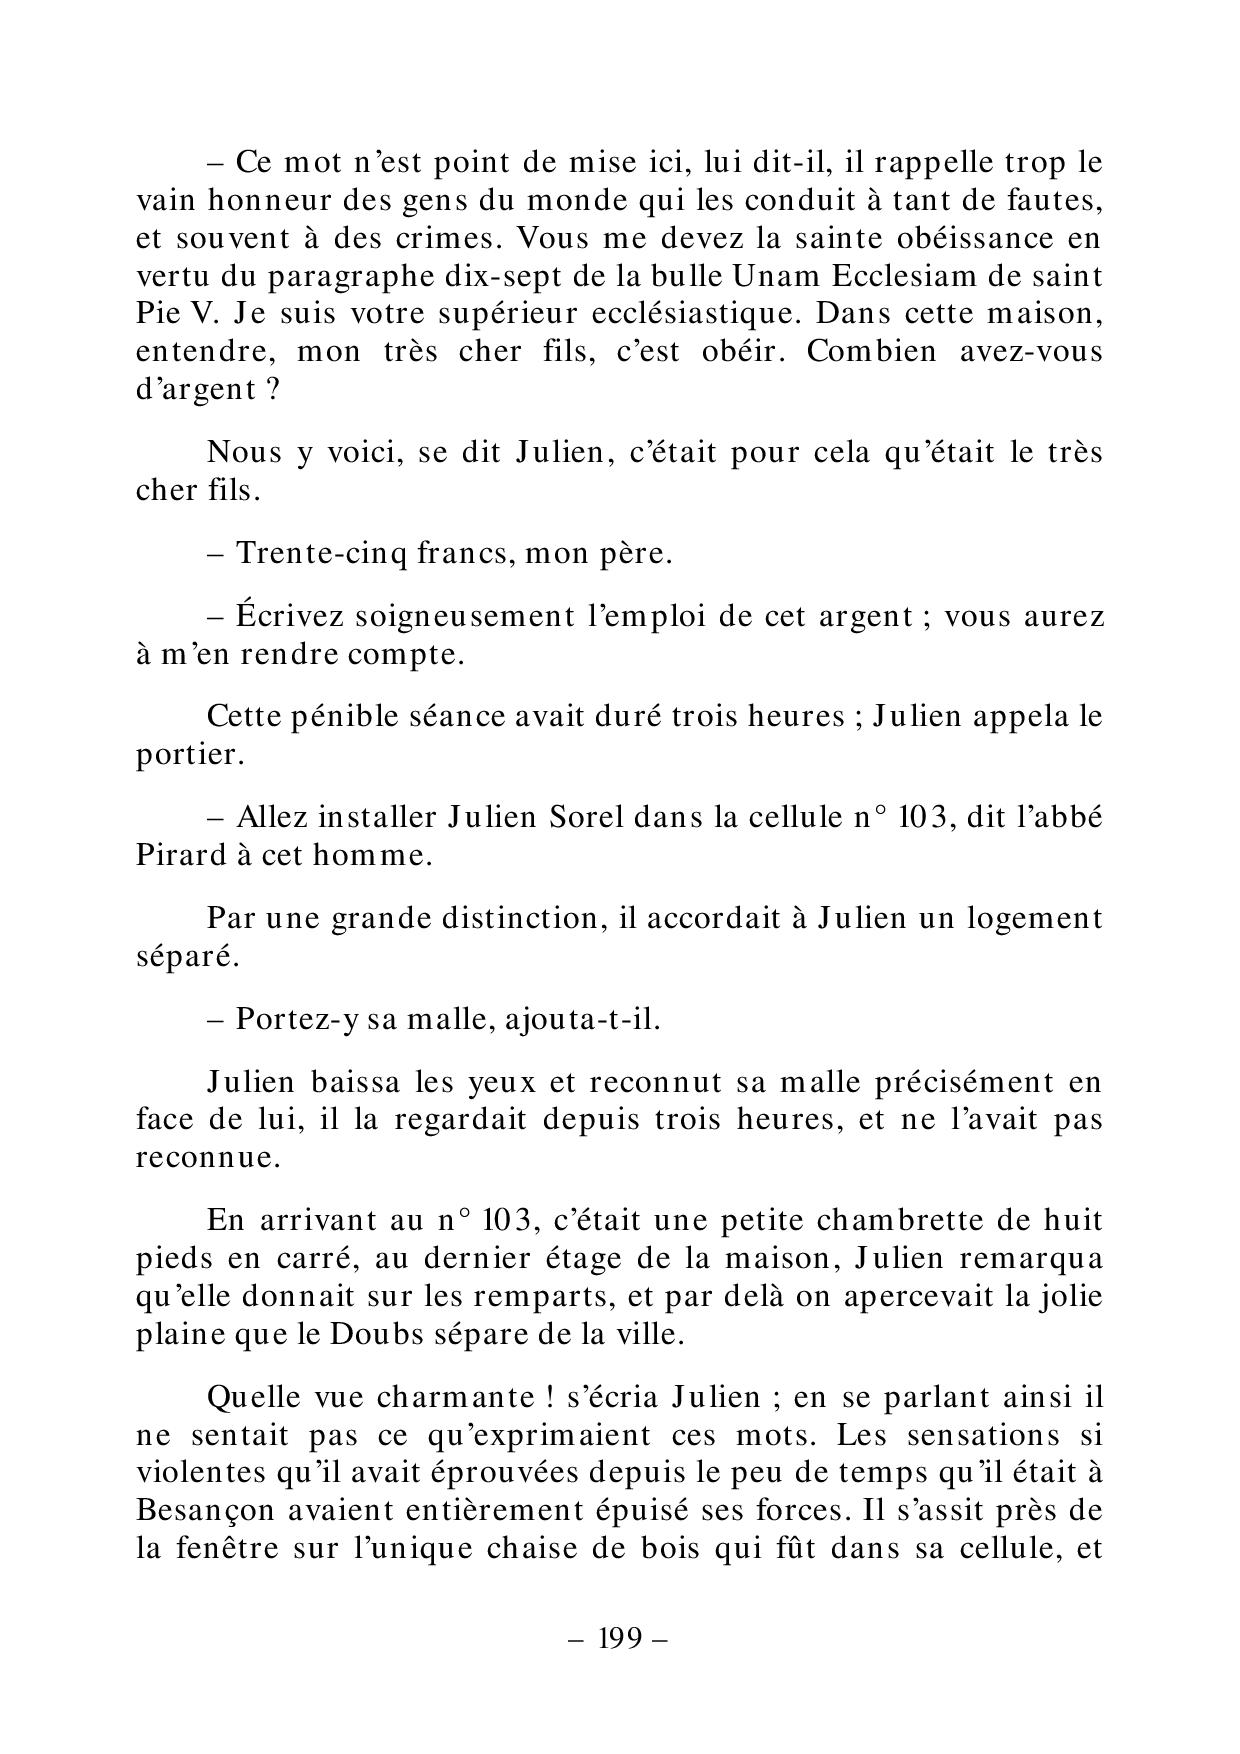 – Ce mot n’est point de mise ici, lui dit-il, il rappelle trop le
vain honneur des gens du monde qui les conduit à tant de fautes,
et souvent à des crimes. Vous me devez la sainte obéissance en
vertu du paragraphe dix-sept de la bulle Unam Ecclesiam de saint
Pie V. Je suis votre supérieur ecclésiastique. Dans cette maison,
entendre, mon très cher fils, c’est obéir. Combien avez-vous
d’argent ?
Nous y voici, se dit Julien, c’était pour cela qu’était le très
cher fils.
– Trente-cinq francs, mon père.
– Écrivez soigneusement l’emploi de cet argent ; vous aurez
à m’en rendre compte.
Cette pénible séance avait duré trois heures ; Julien appela le
portier.
– Allez installer Julien Sorel dans la cellule n° 103, dit l’abbé
Pirard à cet homme.
Par une grande distinction, il accordait à Julien un logement
séparé.
– Portez-y sa malle, ajouta-t-il.
Julien baissa les yeux et reconnut sa malle précisément en
face de lui, il la regardait depuis trois heures, et ne l’avait pas
reconnue.
En arrivant au n° 103, c’était une petite chambrette de huit
pieds en carré, au dernier étage de la maison, Julien remarqua
qu’elle donnait sur les remparts, et par delà on apercevait la jolie
plaine que le Doubs sépare de la ville.
Quelle vue charmante ! s’écria Julien ; en se parlant ainsi il
ne sentait pas ce qu’exprimaient ces mots. Les sensations si
violentes qu’il avait éprouvées depuis le peu de temps qu’il était à
Besançon avaient entièrement épuisé ses forces. Il s’assit près de
la fenêtre sur l’unique chaise de bois qui fût dans sa cellule, et
– 199 –